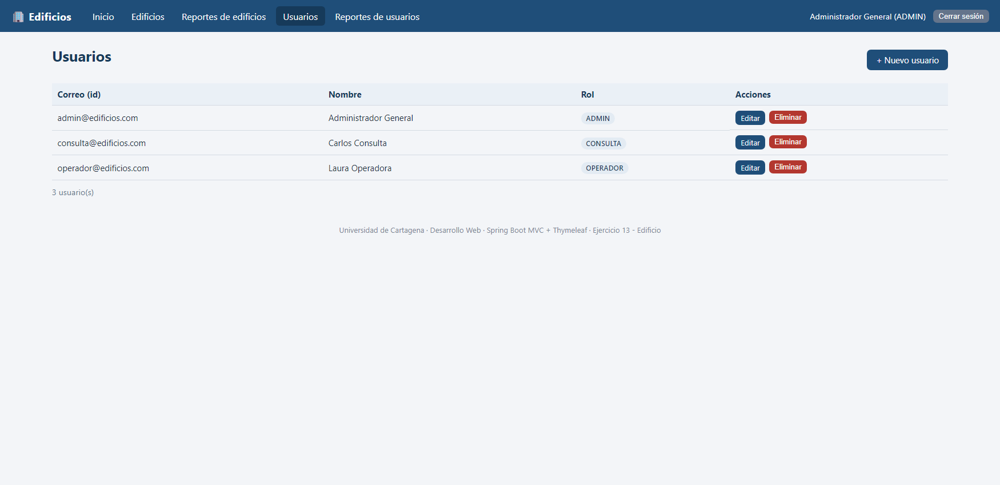 Edificios Inicio Edificios Reportes de edificios Usuarios Reportes de usuarios Administrador General (ADMIN) Cerrar sesión
Usuarios
+ Nuevo usuario
Correo (id) Nombre Rol Acciones
admin@edificios.com Administrador General ADMIN Editar Eliminar
consulta@edificios.com Carlos Consulta CONSULTA Editar Eliminar
operador@edificios.com Laura Operadora OPERADOR Editar Eliminar
3 usuario(s)
Universidad de Cartagena · Desarrollo Web · Spring Boot MVC + Thymeleaf · Ejercicio 13 - Edificio